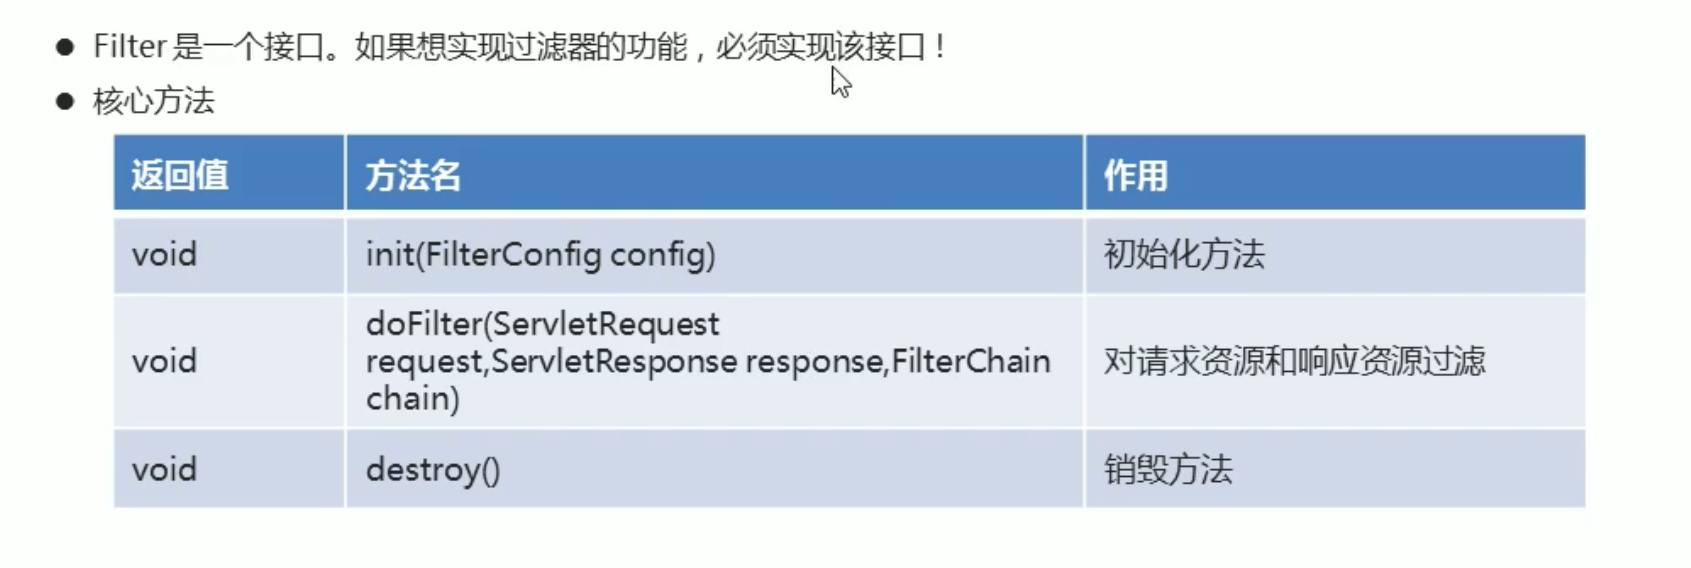 Filter 是一个接口。如果想实现过滤器的功能，必须实现该接口！
核心方法
返回值 方法名 作用
void init(FilterConfig config) 初始化方法
void doFilter(ServletRequest
request,ServletResponse response,FilterChain
chain) 对请求资源和响应资源过滤
void destroy() 销毁方法